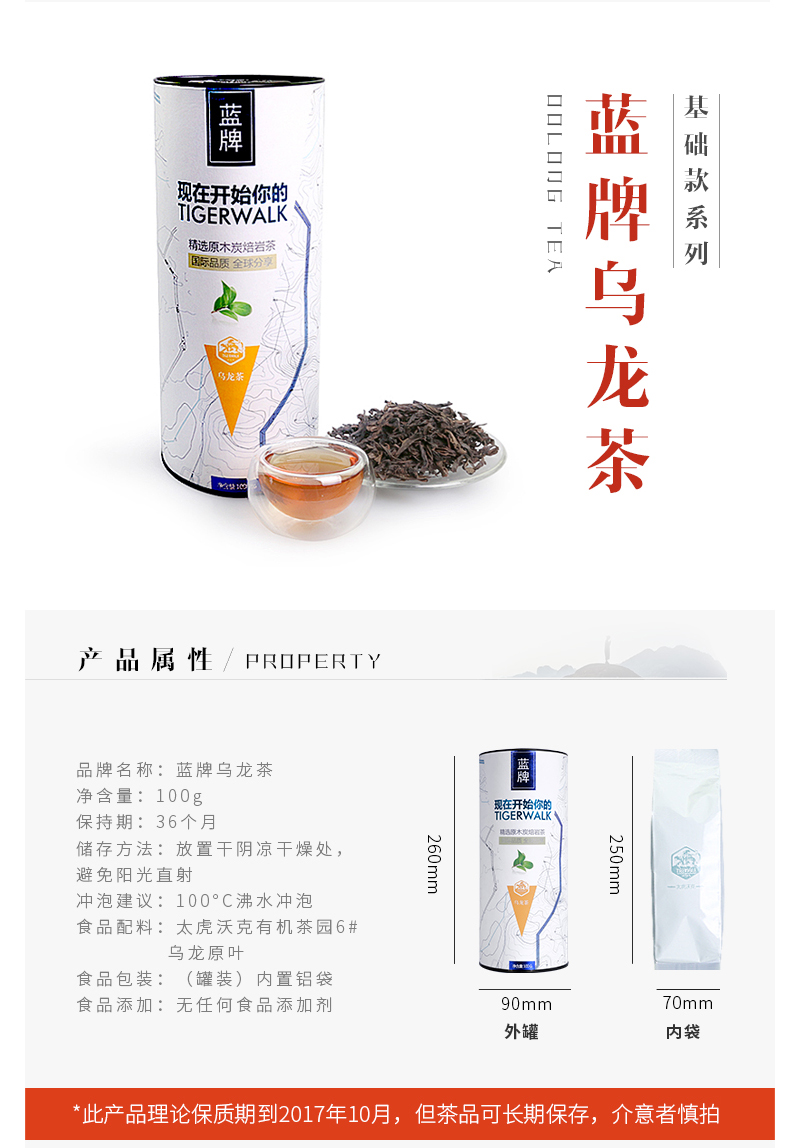 基础款系列
蓝牌乌龙茶
OOLONG TEA
蓝牌
现在开始你的
TIGERWALK
精选原木炭焙岩茶
国际品质 全球分享
乌龙茶
产品属性 / PROPERTY
品牌名称：蓝牌乌龙茶
净含量：100g
保持期：36个月
储存方法：放置干阴凉干燥处，
避免阳光直射
冲泡建议：100°C沸水冲泡
食品配料：太虎沃克有机茶园6#
乌龙原叶
食品包装：（罐装）内置铝袋
食品添加：无任何食品添加剂
260mm
蓝牌
现在开始你的
TIGERWALK
精选原木炭焙岩茶
乌龙茶
90mm
外罐
250mm
70mm
内袋
*此产品理论保质期到2017年10月，但茶品可长期保存，介意者慎拍